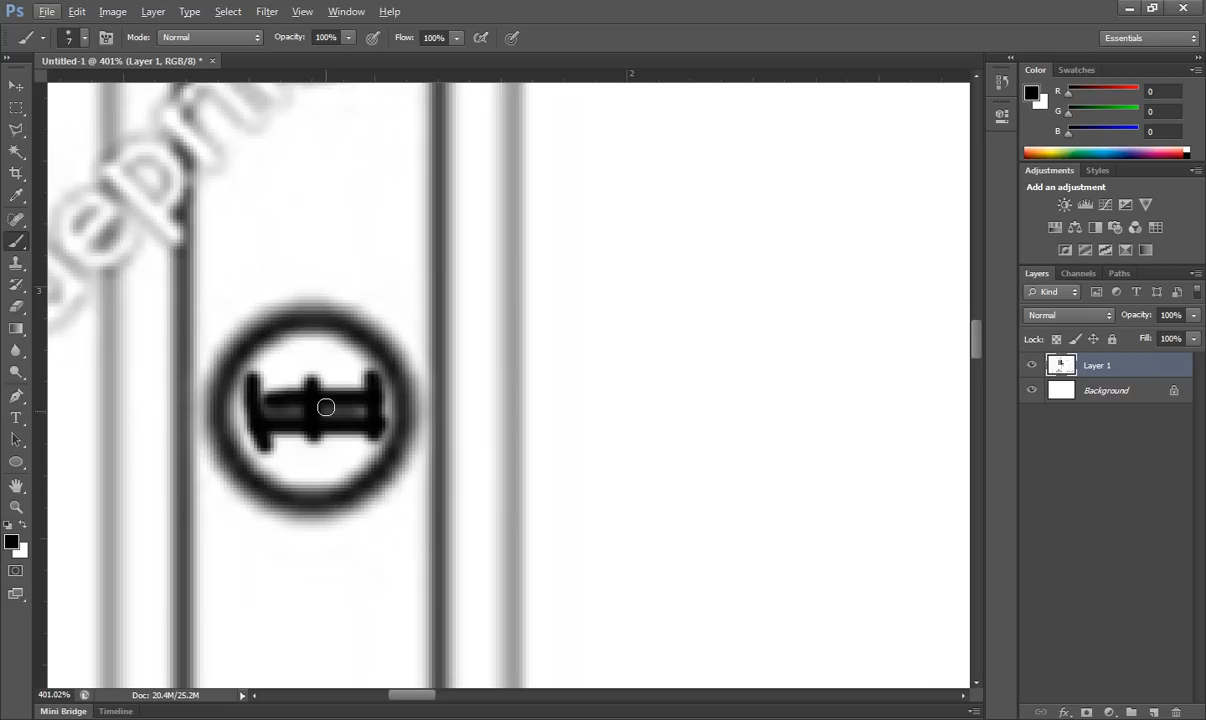 Ps File Edit Image Layer Type Select Filter View Window Help
7 Mode: Normal Opacity: 100% Flow: 100% Essentials
Untitled-1 @ 401% (Layer 1, RGB/8) * ×
2
3
eepin
Color Swatches
R 0
G 0
B 0
Adjustments Styles
Add an adjustment
Layers Channels Paths
Kind
Normal Opacity: 100%
Lock: Fill: 100%
Layer 1
Background
401.02% Doc: 20.4M/25.2M
Mini Bridge Timeline